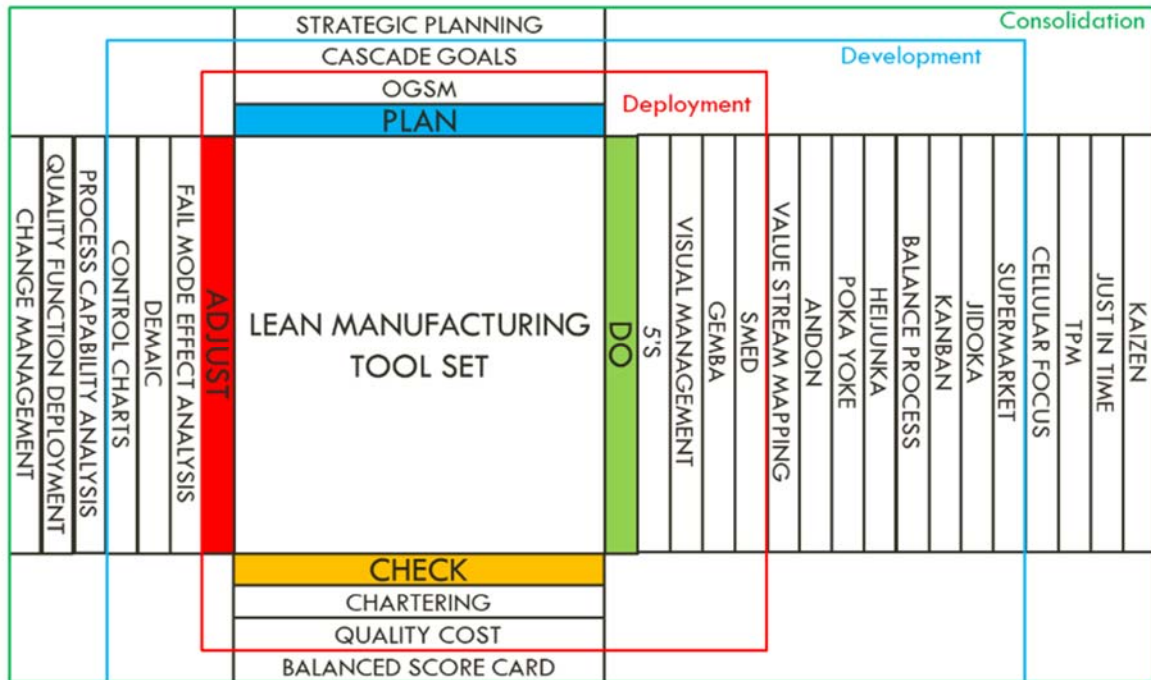 STRATEGIC PLANNING
Consolidation
CASCADE GOALS
Development
OGSM
Deployment
PLAN
CHANGE MANAGEMENT
QUALITY FUNCTION DEPLOYMENT
PROCESS CAPABILITY ANALYSIS
CONTROL CHARTS
DEMAIC
FAIL MODE EFFECT ANALYSIS
ADJUST
LEAN MANUFACTURING
TOOL SET
DO
5'S
VISUAL MANAGEMENT
GEMBA
SMED
VALUE STREAM MAPPING
ANDON
POKA YOKE
HEIJUNKA
BALANCE PROCESS
KANBAN
JIDOKA
SUPERMARKET
CELLULAR FOCUS
TPM
JUST IN TIME
KAIZEN
CHECK
CHARTERING
QUALITY COST
BALANCED SCORE CARD